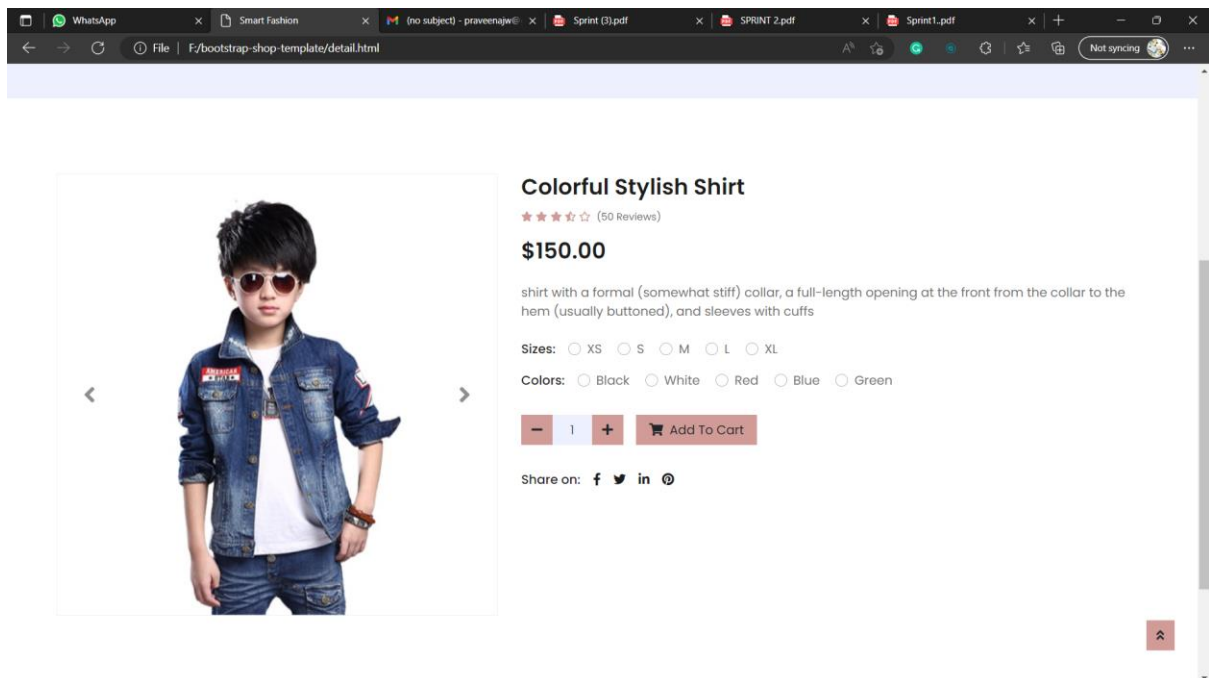 WhatsApp
Smart Fashion
(no subject) - praveenajw@
Sprint (3).pdf
SPRINT 2.pdf
Sprint1..pdf
File | F:/bootstrap-shop-template/detail.html
Not syncing
Colorful Stylish Shirt
(50 Reviews)
$150.00
shirt with a formal (somewhat stiff) collar, a full-length opening at the front from the collar to the
hem (usually buttoned), and sleeves with cuffs
Sizes: XS S M L XL
Colors: Black White Red Blue Green
1
Add To Cart
Share on:
AMERICAN
STAR